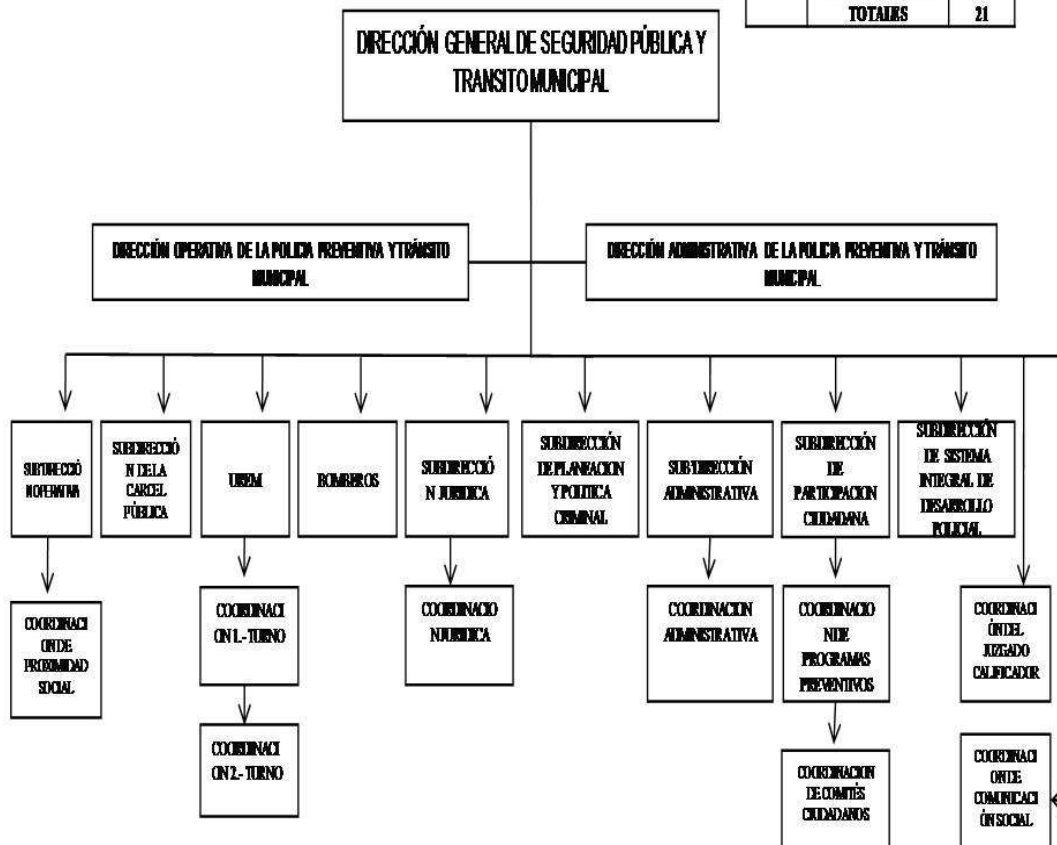 TOTALES 21
DIRECCIÓN GENERAL DE SEGURIDAD PÚBLICA Y
TRANSITO MUNICIPAL
DIRECCIÓN OPERATIVA DE LA POLICIA PREVENTIVA Y TRÁNSITO
MUNICIPAL
DIRECCIÓN ADMINISTRATIVA DE LA POLICIA PREVENTIVA Y TRÁNSITO
MUNICIPAL
SUBDIRECCIÓ
N OPERATIVA
SUBDIRECCIÓ
N DE LA
CARCEL
PÚBLICA
UREM
BOMBEROS
SUBDIRECCIÓ
N JURIDICA
SUBDIRECCIÓN
DE PLANEACION
Y POLITICA
CRIMINAL
SUBDIRECCIÓN
ADMINISTRATIVA
SUBDIRECCIÓN
DE
PARTICIPACION
CIUDADANA
SUBDIRECCIÓN
DE SISTEMA
INTEGRAL DE
DESARROLLO
POLICIAL
COORDINACI
ON DE
PROXIMIDAD
SOCIAL
COORDINACI
ON 1.- TURNO
COORDINACIO
N JURIDICA
COORDINACION
ADMINISTRATIVA
COORDINACIO
N DE
PROGRAMAS
PREVENTIVOS
COORDINACI
ÓN DEL
JUZGADO
CALIFICADOR
COORDINACI
ON 2.- TURNO
COORDINACION
DE COMITÉS
CIUDADANOS
COORDINACI
ON DE
COMUNICACI
ÓN SOCIAL